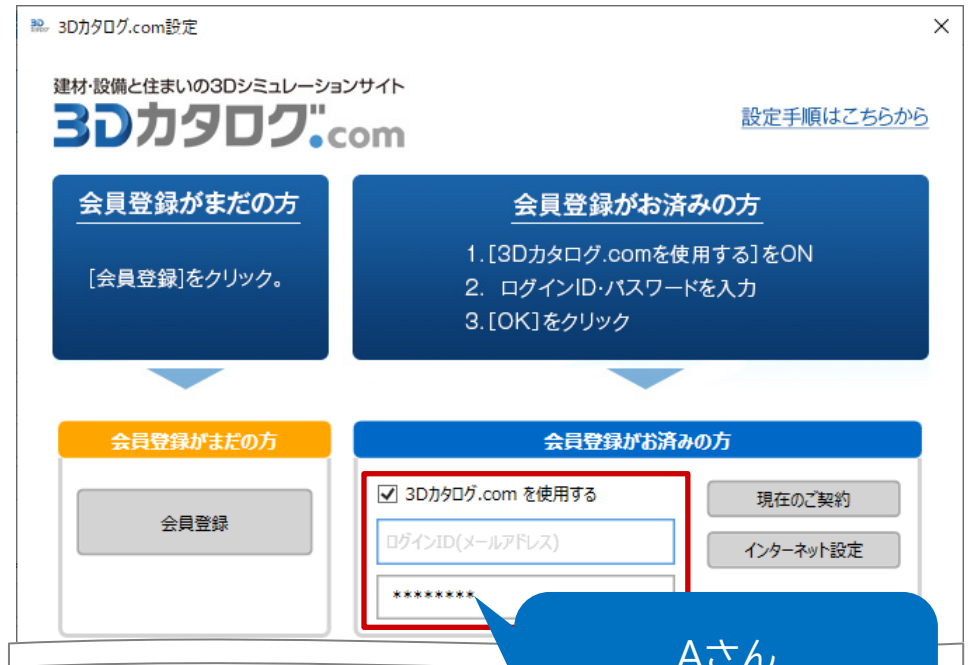 3Dカタログ.com設定
建材・設備と住まいの3Dシミュレーションサイト
3Dカタログ.com
設定手順はこちらから
会員登録がまだの方
[会員登録]をクリック。
会員登録がお済みの方
1.[3Dカタログ.comを使用する]をON
2. ログインID・パスワードを入力
3.[OK]をクリック
会員登録がまだの方
会員登録
会員登録がお済みの方
3Dカタログ.com を使用する
ログインID(メールアドレス)
********
現在のご契約
インターネット設定
Aさん